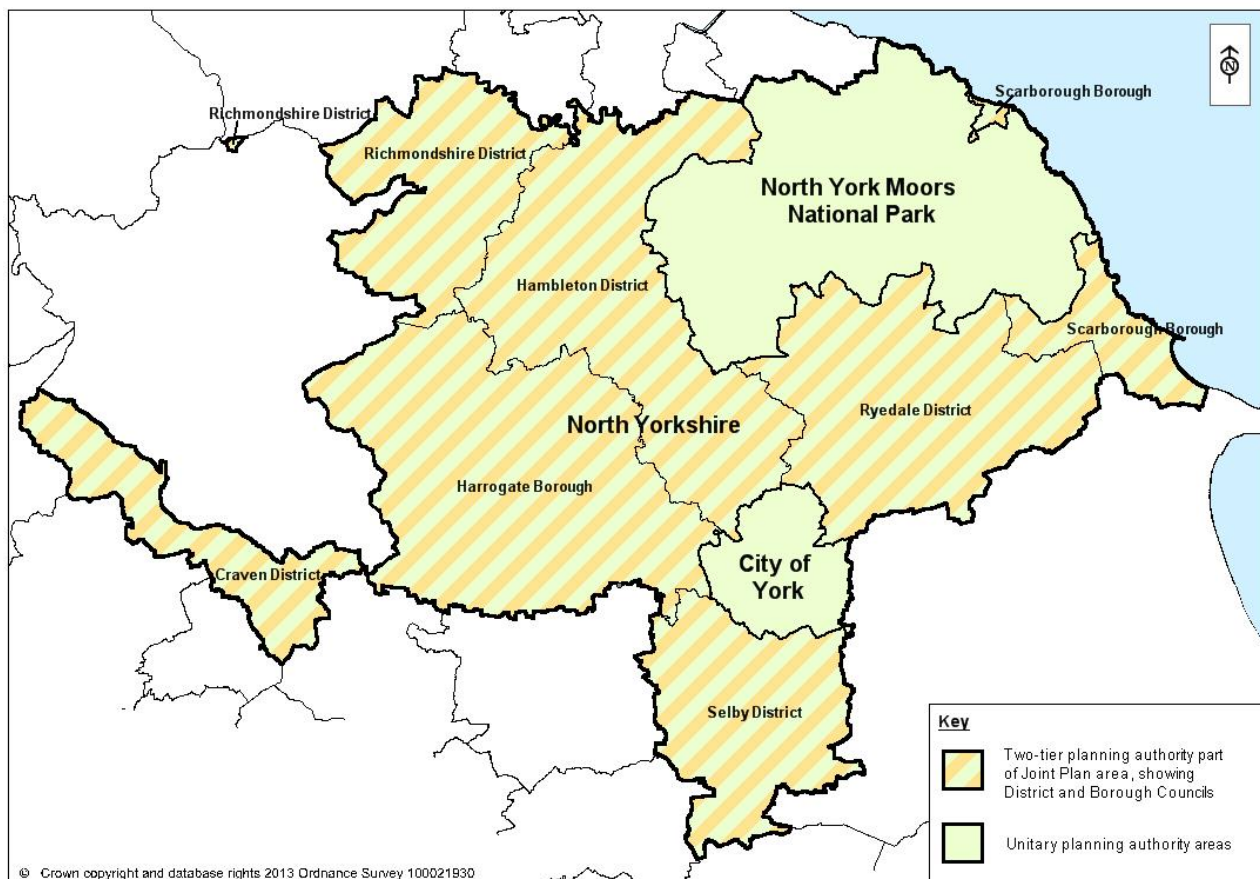 N
Scarborough Borough
Richmondshire District
Richmondshire District
North York Moors
National Park
Hambleton District
Scarborough Borough
Ryedale District
North Yorkshire
Harrogate Borough
City of
York
Craven District
Selby District
Key
Two-tier planning authority part
of Joint Plan area, showing
District and Borough Councils
Unitary planning authority areas
© Crown copyright and database rights 2013 Ordnance Survey 100021930